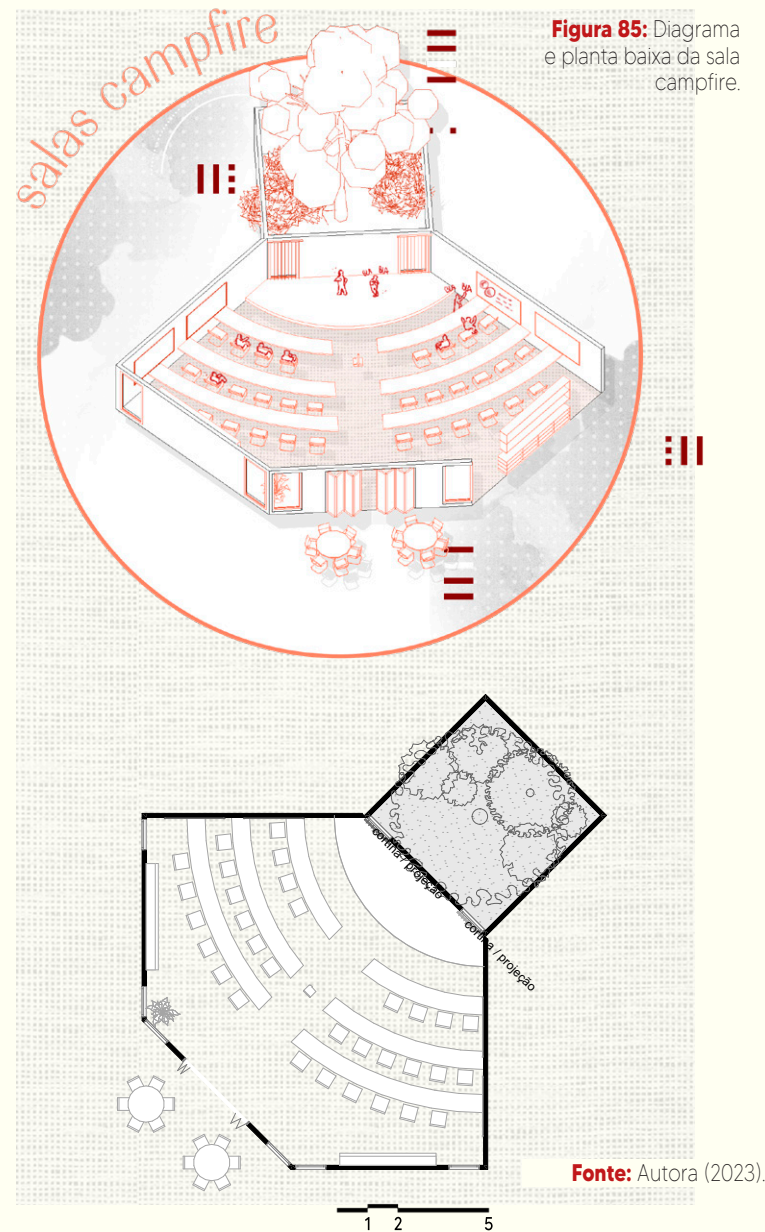 salas campfire
Figura 85: Diagrama
e planta baixa da sala
campfire.
cortina / projeção
cortina / projeção
Fonte: Autora (2023).
1 2 5